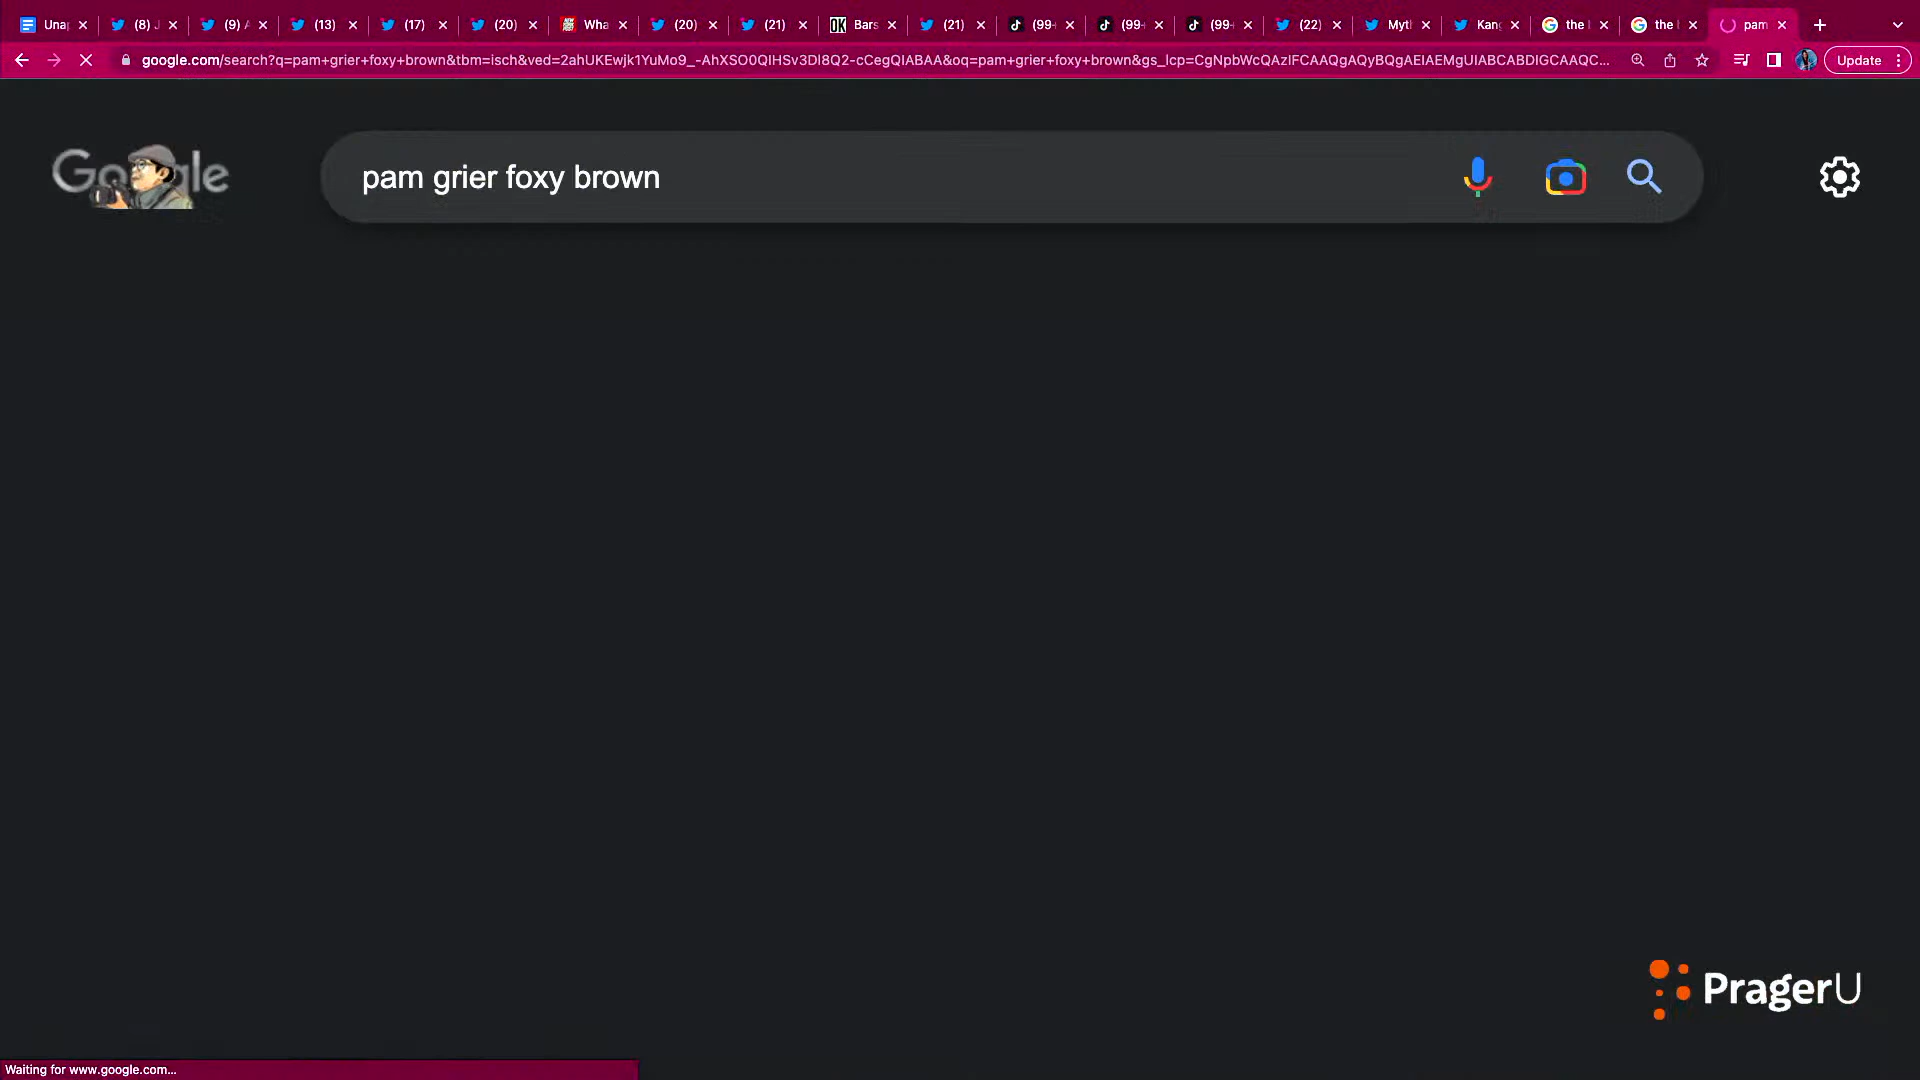 Una (8) J (9) A (13) (17) (20) Wha (20) (21) Bars (21) (99- (99- (99- (22) Myt Kan the the pam
google.com/search?q=pam+grier+foxy+brown&tbm=isch&ved=2ahUKEwjk1YuMo9_-AhXSO0QIHSv3Dl8Q2-cCegQIABAA&oq=pam+grier+foxy+brown&gs_lcp=CgNpbWcQAzIFCAAQgAQyBQgAEIAEMgUIABCABDIGCAAQC... Update
Google pam grier foxy brown
PragerU
Waiting for www.google.com...